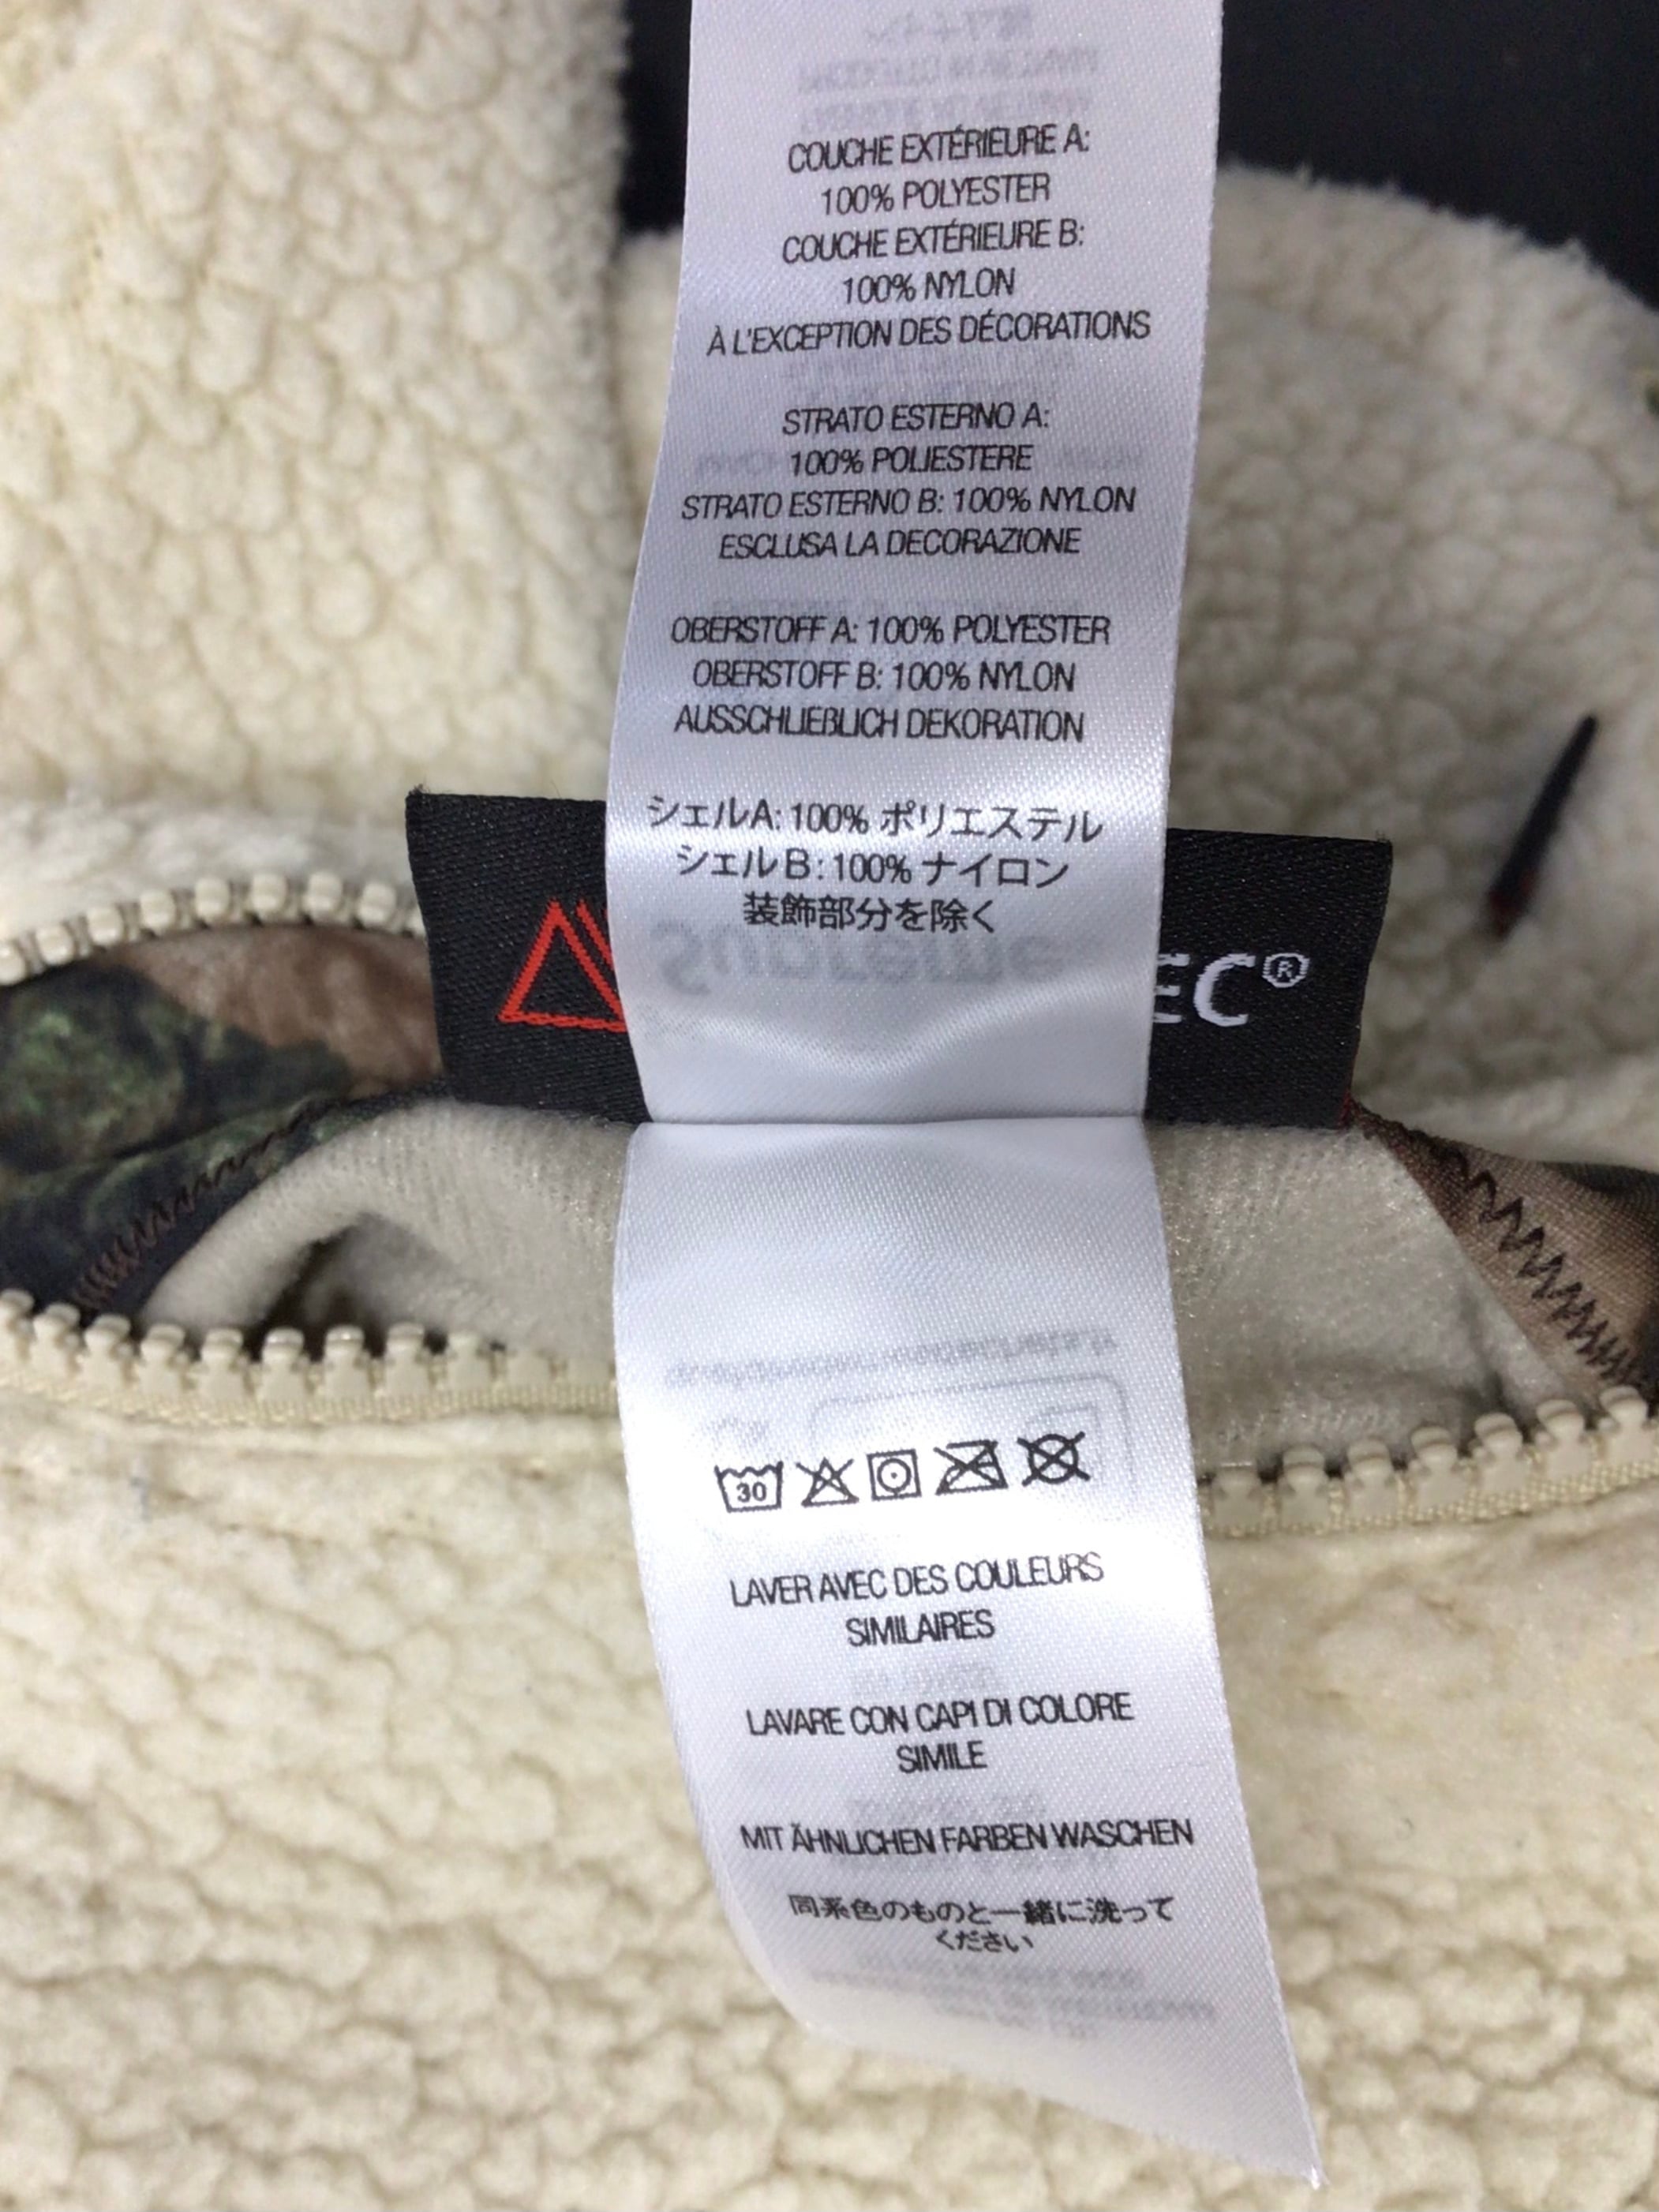 COUCHE EXTÉRIEURE A:
100% POLYESTER
COUCHE EXTÉRIEURE B:
100% NYLON
À L'EXCEPTION DES DÉCORATIONS
STRATO ESTERNO A:
100% POLIESTERE
STRATO ESTERNO B: 100% NYLON
ESCLUSA LA DECORAZIONE
OBERSTOFF A: 100% POLYESTER
OBERSTOFF B: 100% NYLON
AUSSCHLIEßLICH DEKORATION
シェルA: 100% ポリエステル
シェルB: 100% ナイロン
装飾部分を除く
EC®
30
LAVER AVEC DES COULEURS
SIMILAIRES
LAVARE CON CAPI DI COLORE
SIMILE
MIT ÄHNLICHEN FARBEN WASCHEN
同系色のものと一緒に洗って
ください